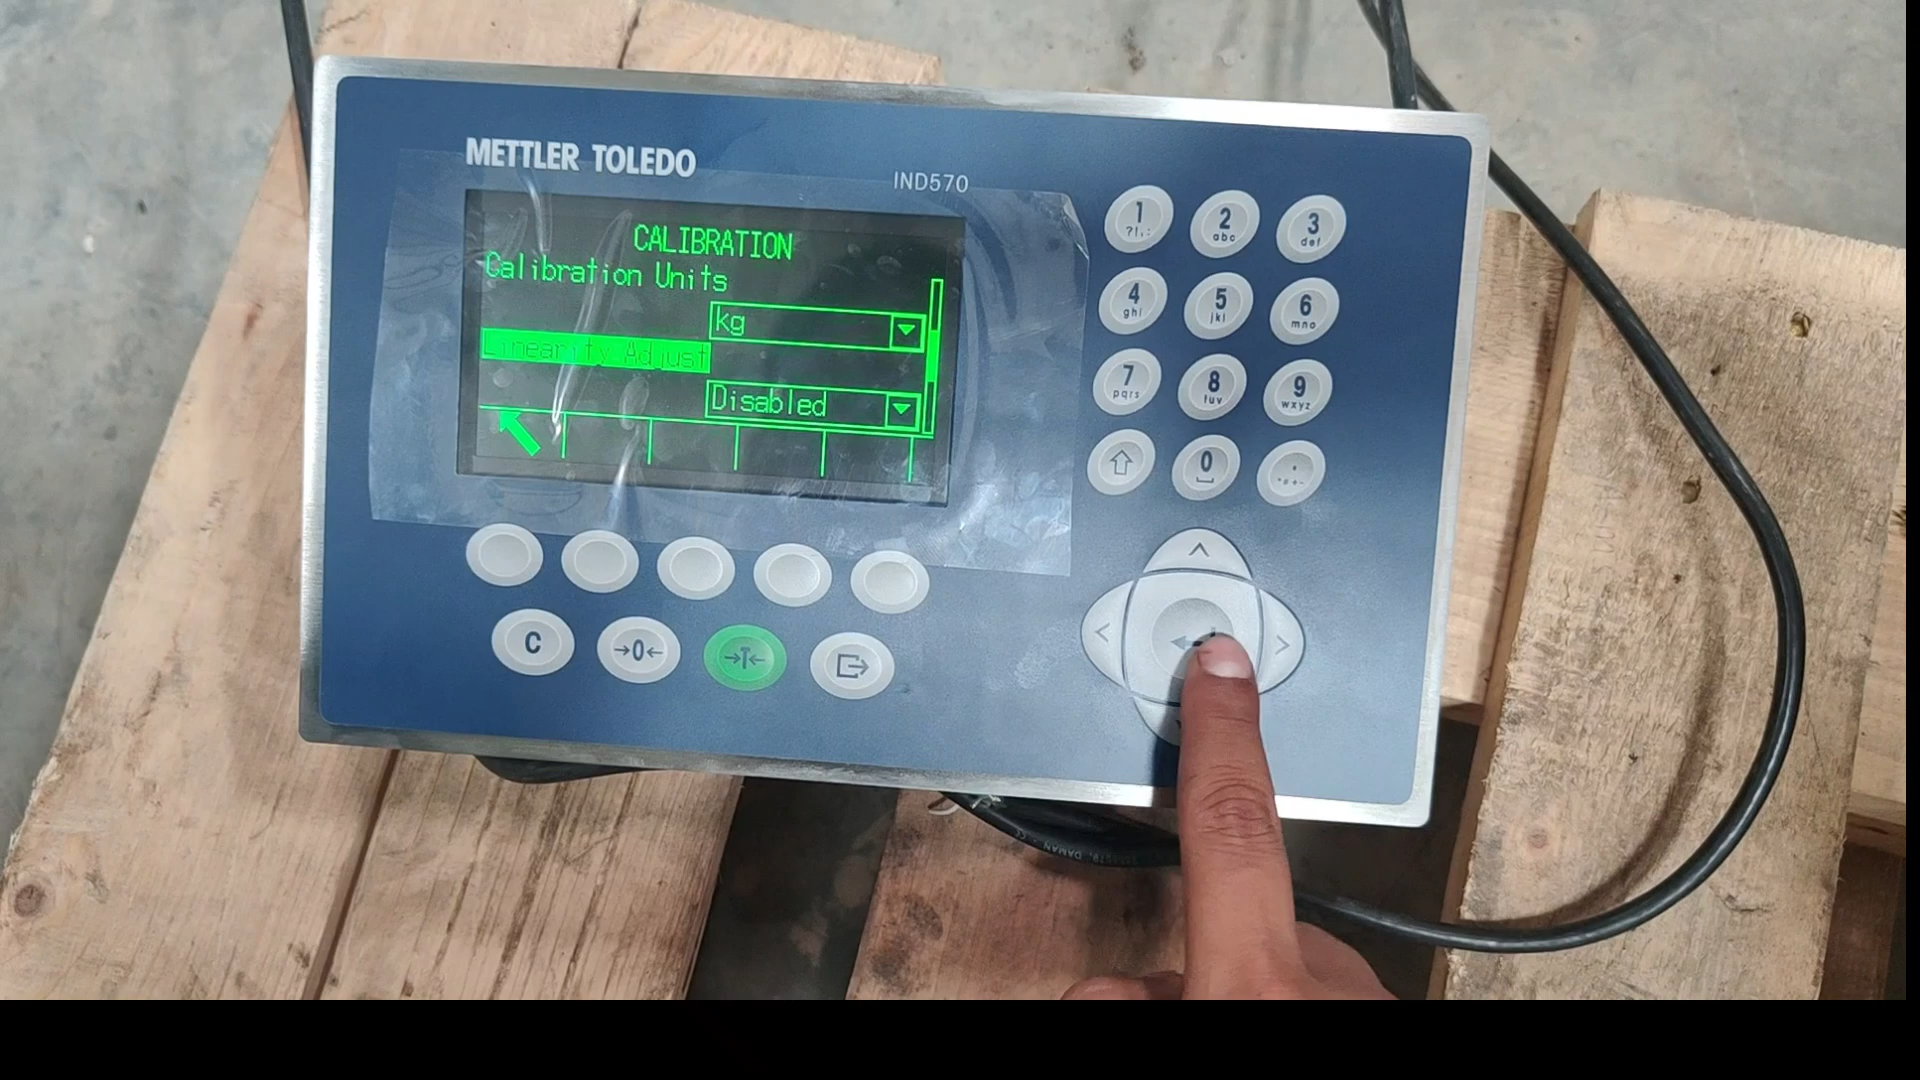 METTLER TOLEDO
IND570
CALIBRATION
Calibration Units
kg
Linearity Adjust
Disabled
1
?!,:
2
abc
3
def
4
ghi
5
jkl
6
mno
7
pqrs
8
tuv
9
wxyz
0
.
C
→0←
→T←
DAMAN